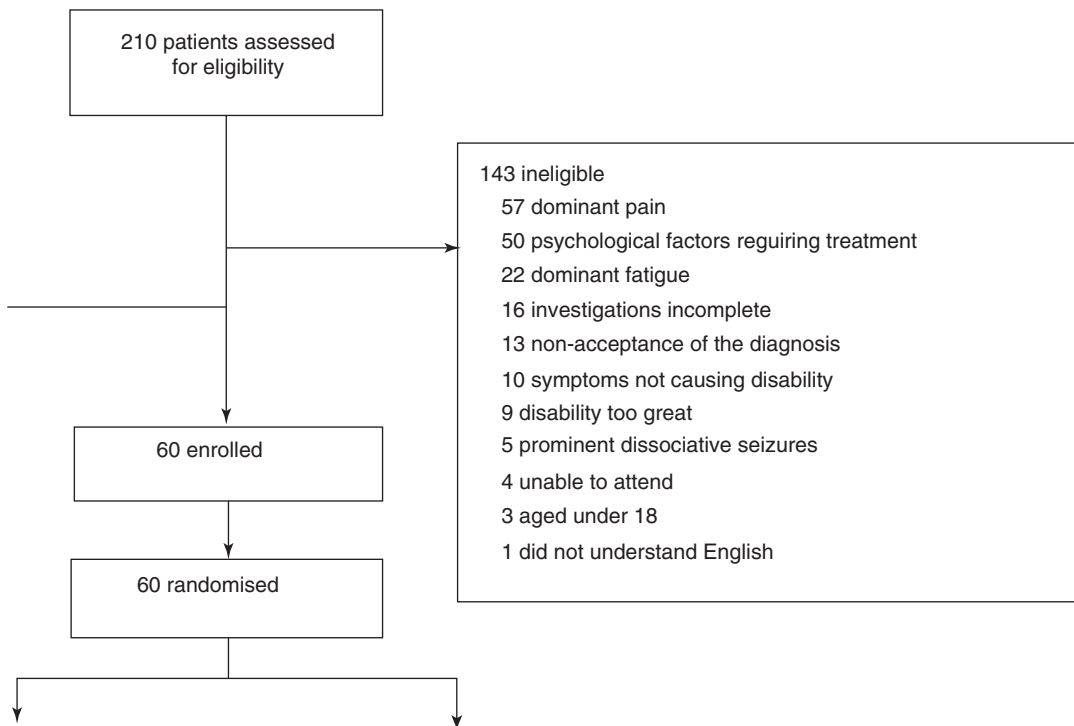 210 patients assessed
for eligibility
143 ineligible
57 dominant pain
50 psychological factors reguiring treatment
22 dominant fatigue
16 investigations incomplete
13 non-acceptance of the diagnosis
10 symptoms not causing disability
9 disability too great
5 prominent dissociative seizures
4 unable to attend
3 aged under 18
1 did not understand English
60 enrolled
60 randomised